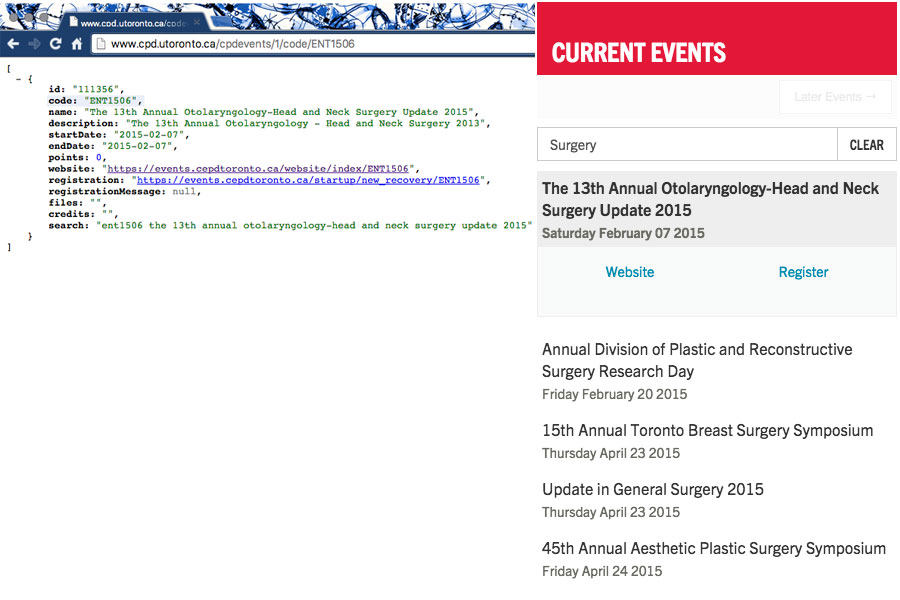 www.cpd.utoronto.ca/code
www.cpd.utoronto.ca/cpdevents/1/code/ENT1506
[
- {
id: "111356",
code: "ENT1506",
name: "The 13th Annual Otolaryngology-Head and Neck Surgery Update 2015",
description: "The 13th Annual Otolaryngology - Head and Neck Surgery 2013",
startDate: "2015-02-07",
endDate: "2015-02-07",
points: 0,
website: "https://events.cepdtoronto.ca/website/index/ENT1506",
registration: "https://events.cepdtoronto.ca/startup/new_recovery/ENT1506",
registrationMessage: null,
files: "",
credits: "",
search: "ent1506 the 13th annual otolaryngology-head and neck surgery update 2015"
}
]
CURRENT EVENTS
Later Events →
Surgery
CLEAR
The 13th Annual Otolaryngology-Head and Neck
Surgery Update 2015
Saturday February 07 2015
Website
Register
Annual Division of Plastic and Reconstructive
Surgery Research Day
Friday February 20 2015
15th Annual Toronto Breast Surgery Symposium
Thursday April 23 2015
Update in General Surgery 2015
Thursday April 23 2015
45th Annual Aesthetic Plastic Surgery Symposium
Friday April 24 2015